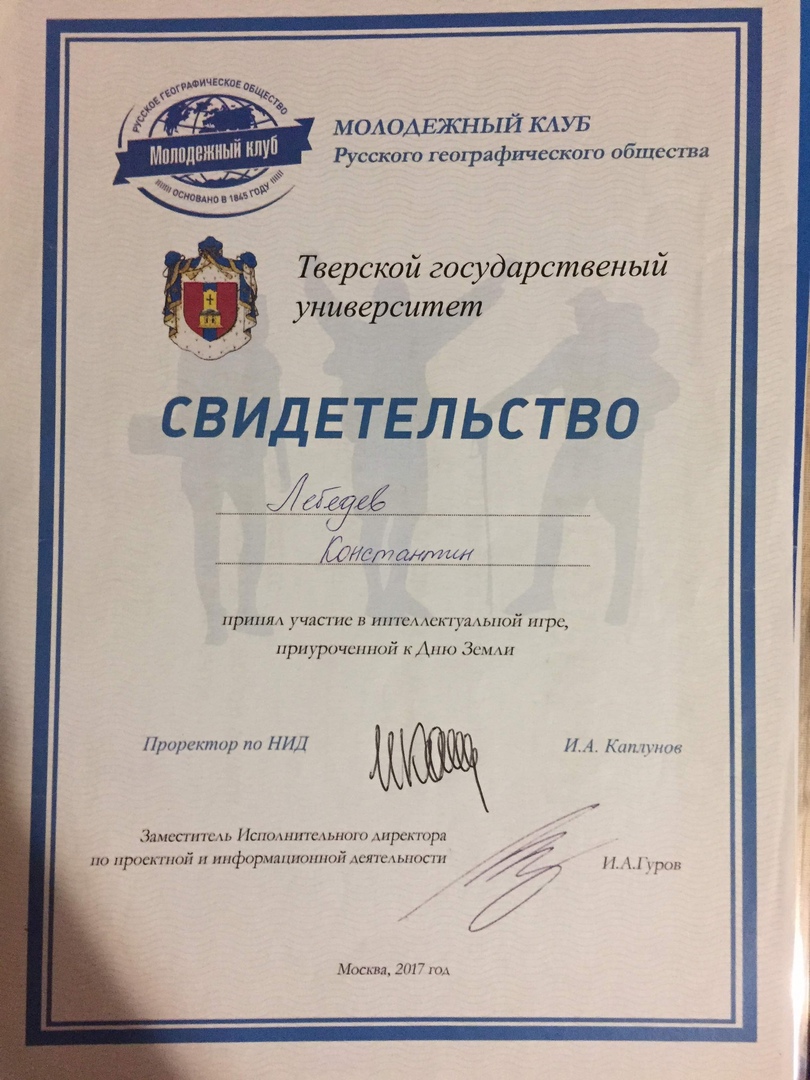 РУССКОЕ ГЕОГРАФИЧЕСКОЕ ОБЩЕСТВО
Молодежный клуб
ОСНОВАНО В 1845 ГОДУ
МОЛОДЕЖНЫЙ КЛУБ
Русского географического общества
Тверской государственый
университет
СВИДЕТЕЛЬСТВО
Лебедев
Константин
принял участие в интеллектуальной игре,
приуроченной к Дню Земли
Проректор по НИД
И.А. Каплунов
Заместитель Исполнительного директора
по проектной и информационной деятельности
И.А.Гуров
Москва, 2017 год